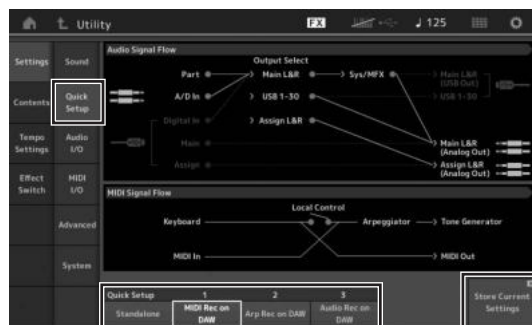 Utility
FX
♩ 125
Settings
Contents
Tempo
Settings
Effect
Switch
Sound
Quick
Setup
Audio
I/O
MIDI
I/O
Advanced
System
Audio Signal Flow
Output Select
Part
Main L&R
Sys/MFX
Main L&R
(USB Out)
A/D In
USB 1-30
USB 1-30
Digital In
Assign L&R
Main
Main L&R
(Analog Out)
Assign
Assign L&R
(Analog Out)
MIDI Signal Flow
Local Control
Keyboard
Arpeggiator
Tone Generator
MIDI In
MIDI Out
Quick Setup
1
2
3
Standalone
MIDI Rec on
DAW
Arp Rec on DAW
Audio Rec on
DAW
Store Current
Settings